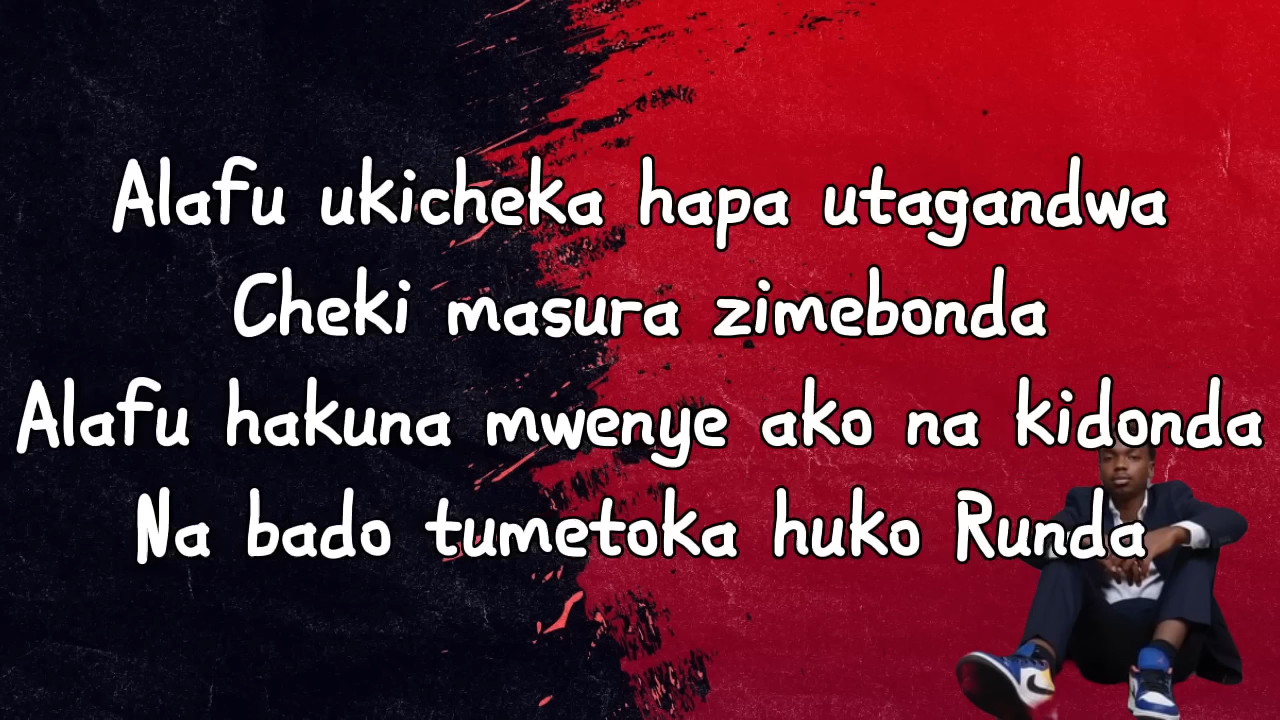 Alafu ukicheka hapa utagandwa
Cheki masura zimebonda
Alafu hakuna mwenye ako na kidonda
Na bado tumetoka huko Runda